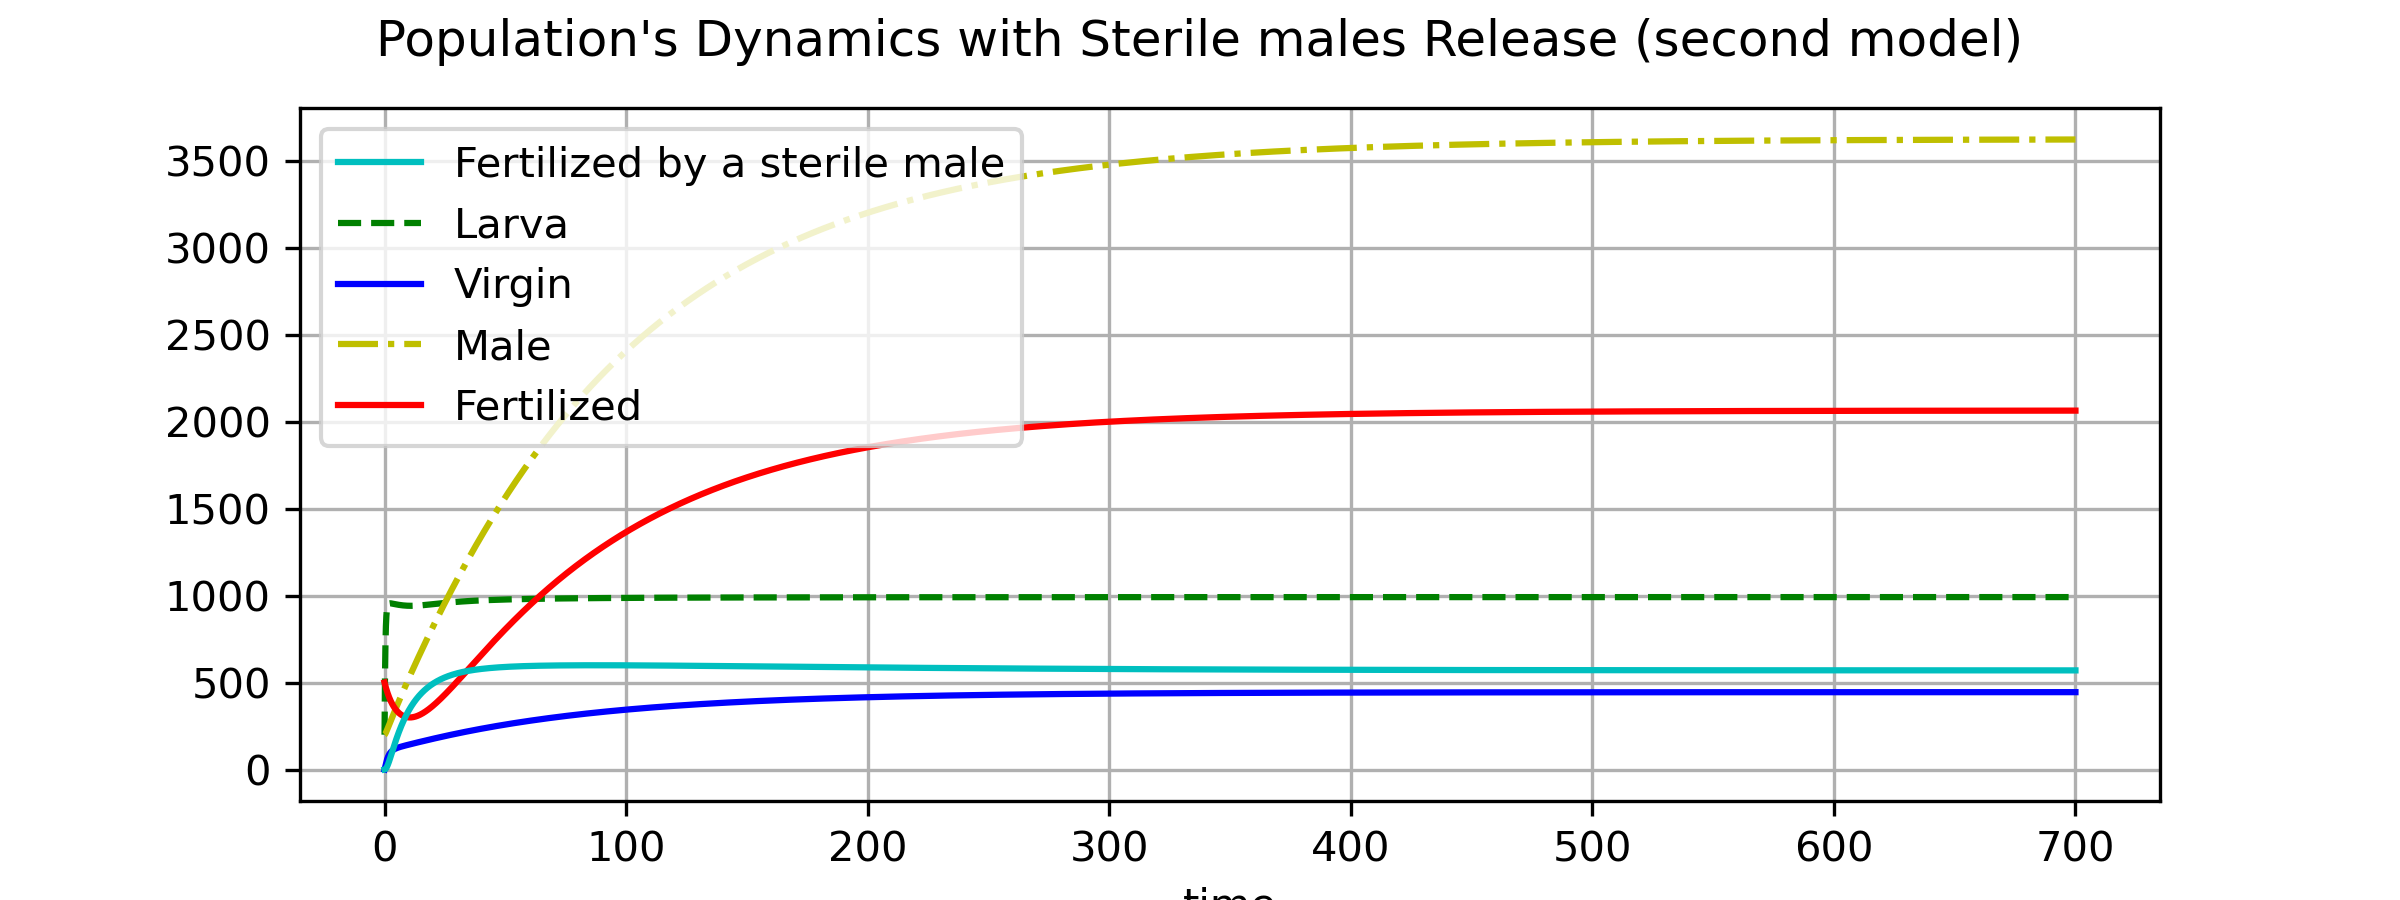 Population's Dynamics with Sterile males Release (second model)
Fertilized by a sterile male
Larva
Virgin
Male
Fertilized
3500
3000
2500
2000
1500
1000
500
0
0 100 200 300 400 500 600 700
time